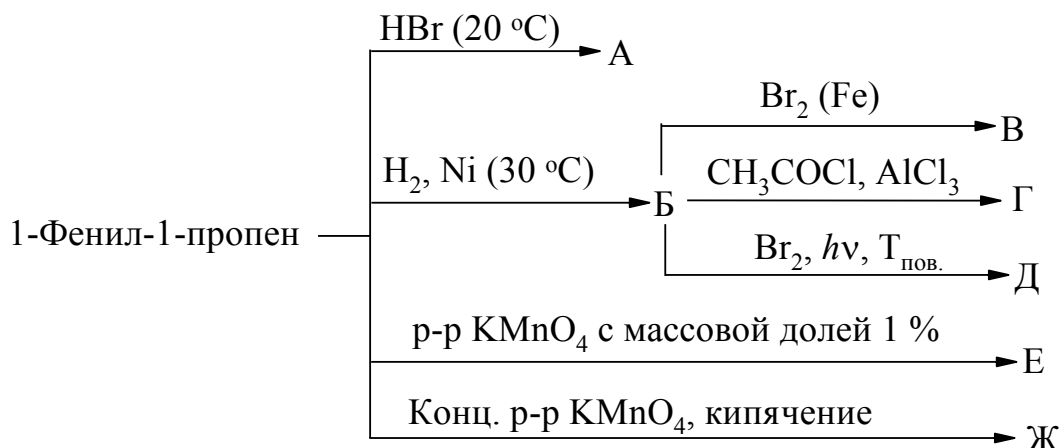 HBr (20 °C)
А
Br₂ (Fe)
В
H₂, Ni (30 °C)
Б
CH₃COCl, AlCl₃
Г
1-Фенил-1-пропен
Br₂, hν, Tпов.
Д
р-р KMnO₄ с массовой долей 1 %
Е
Конц. р-р KMnO₄, кипячение
Ж